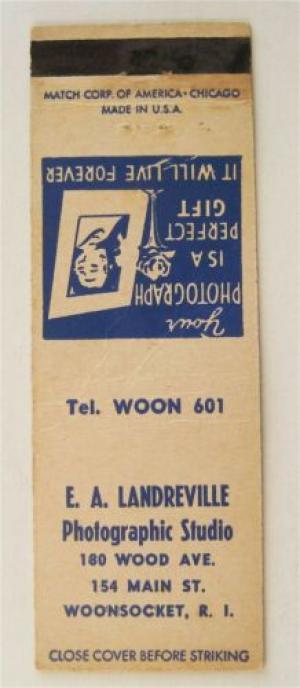 MATCH CORP. OF AMERICA • CHICAGO
MADE IN U.S.A.
Your
PHOTOGRAPH
IS A
PERFECT
GIFT
IT WILL LIVE FOREVER
Tel. WOON 601
E. A. LANDREVILLE
Photographic Studio
180 WOOD AVE.
154 MAIN ST.
WOONSOCKET, R. I.
CLOSE COVER BEFORE STRIKING